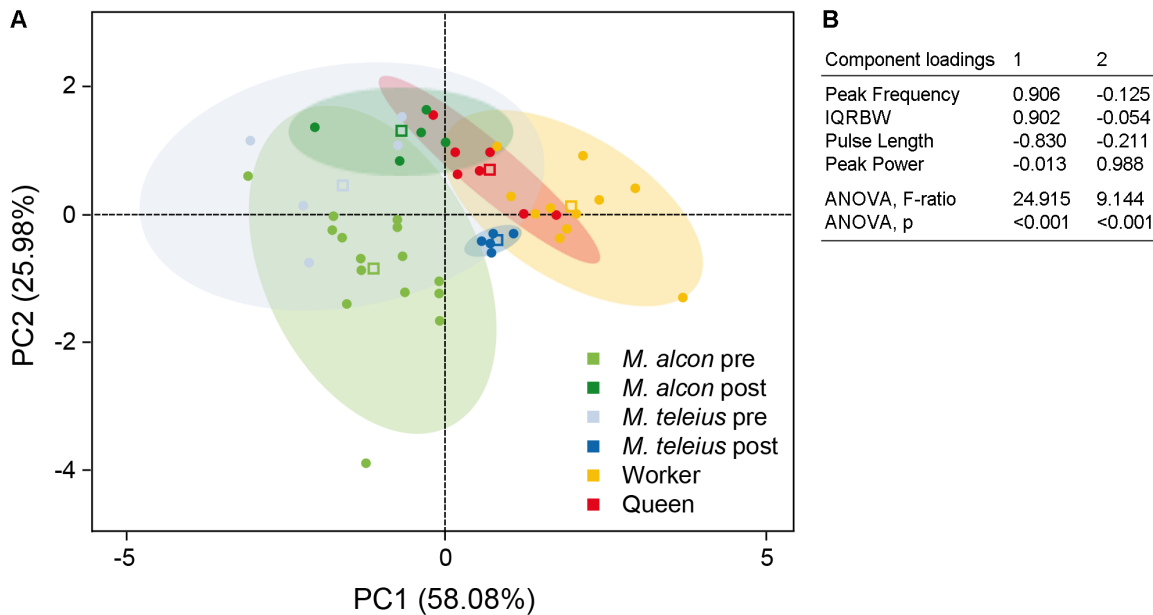 A
PC2 (25.98%)
2
0
-2
-4
-5
0
5
PC1 (58.08%)
M. alcon pre
M. alcon post
M. teleius pre
M. teleius post
Worker
Queen
B
Component loadings 1 2
Peak Frequency 0.906 -0.125
IQRBW 0.902 -0.054
Pulse Length -0.830 -0.211
Peak Power -0.013 0.988
ANOVA, F-ratio 24.915 9.144
ANOVA, p <0.001 <0.001